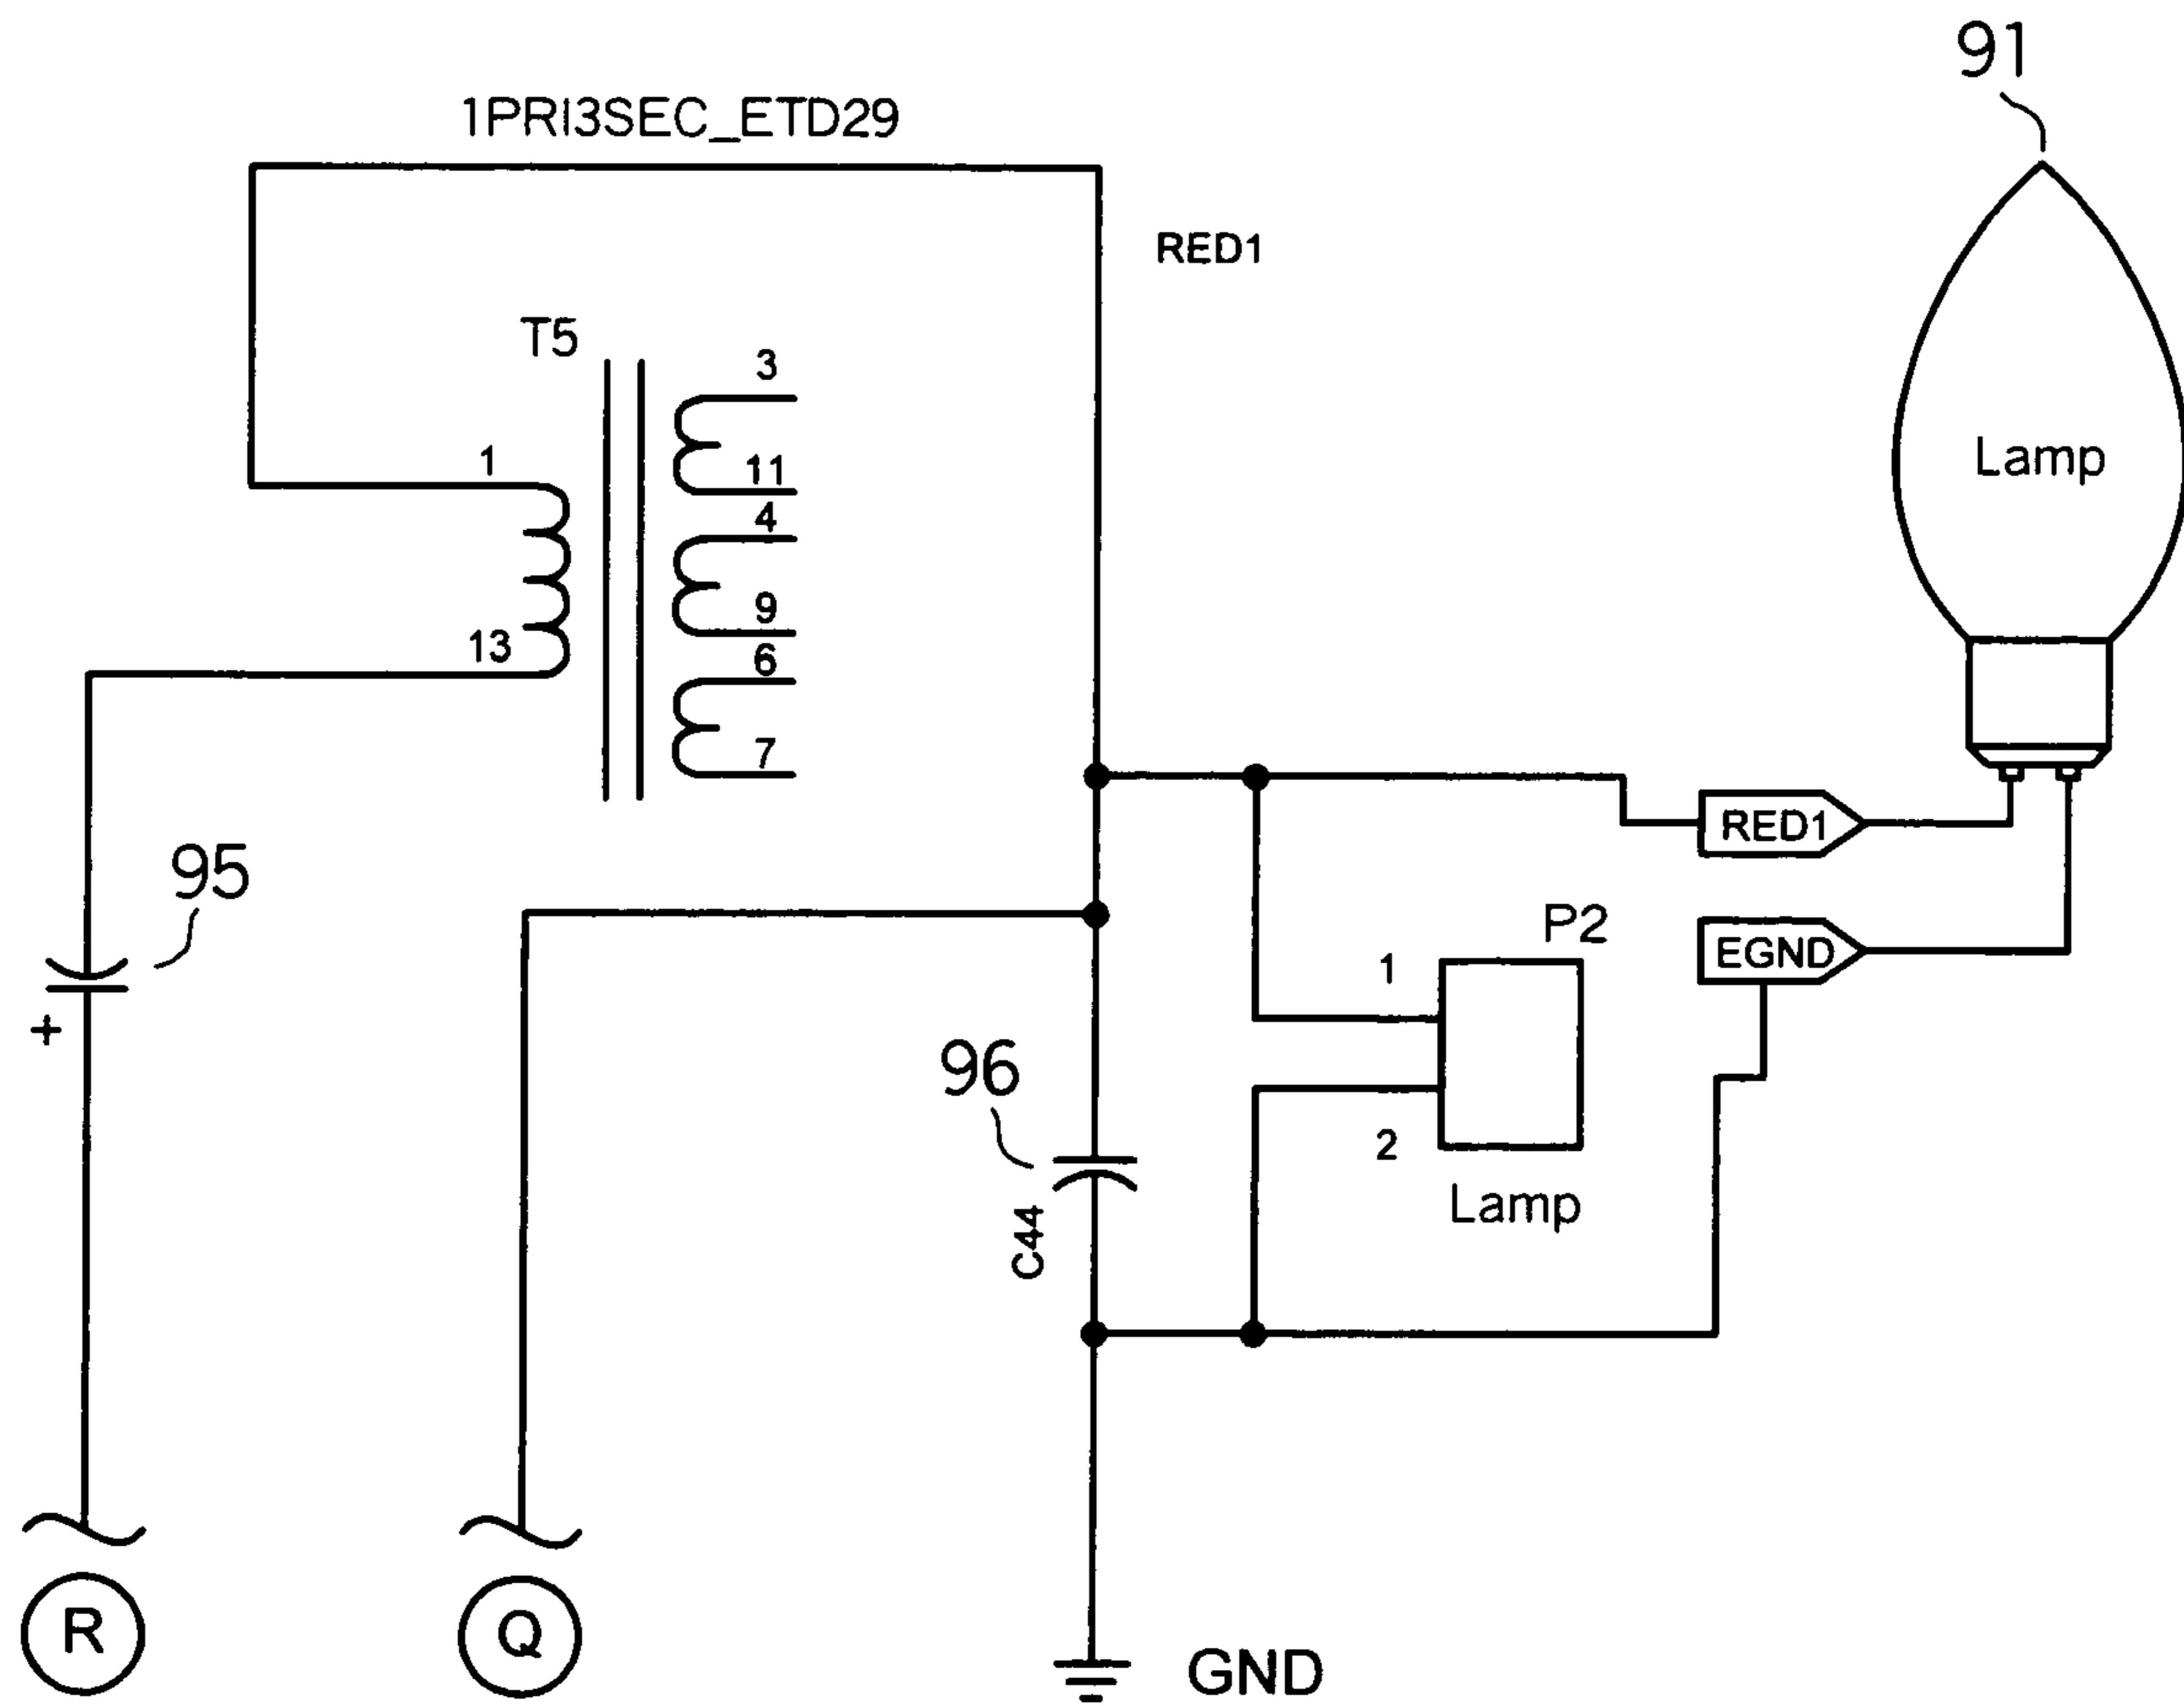 91
1PRI3SEC_ETD29
RED1
T5
3
1
11
4
Lamp
9
13
6
7
RED1
95
P2
1
EGND
+
96
2
C44
Lamp
R
Q
GND